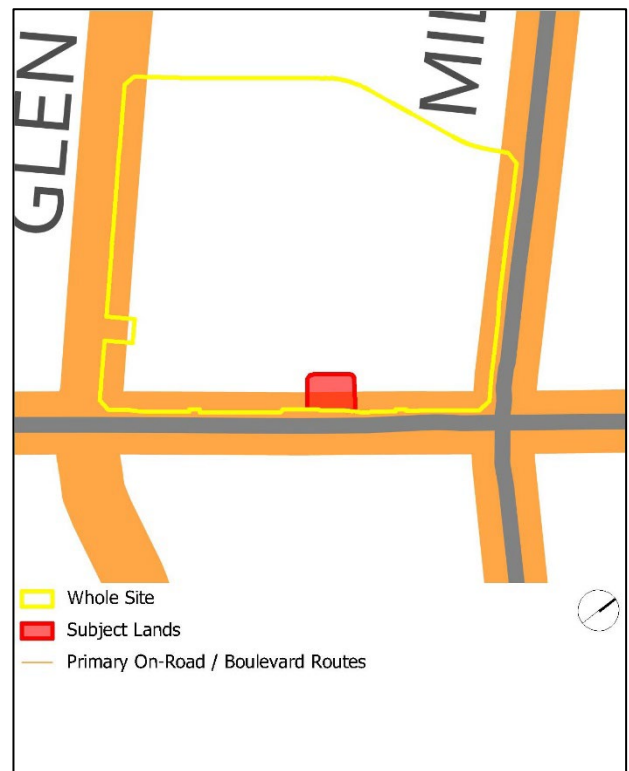 GLEN
MIL
Whole Site
Subject Lands
Primary On-Road / Boulevard Routes